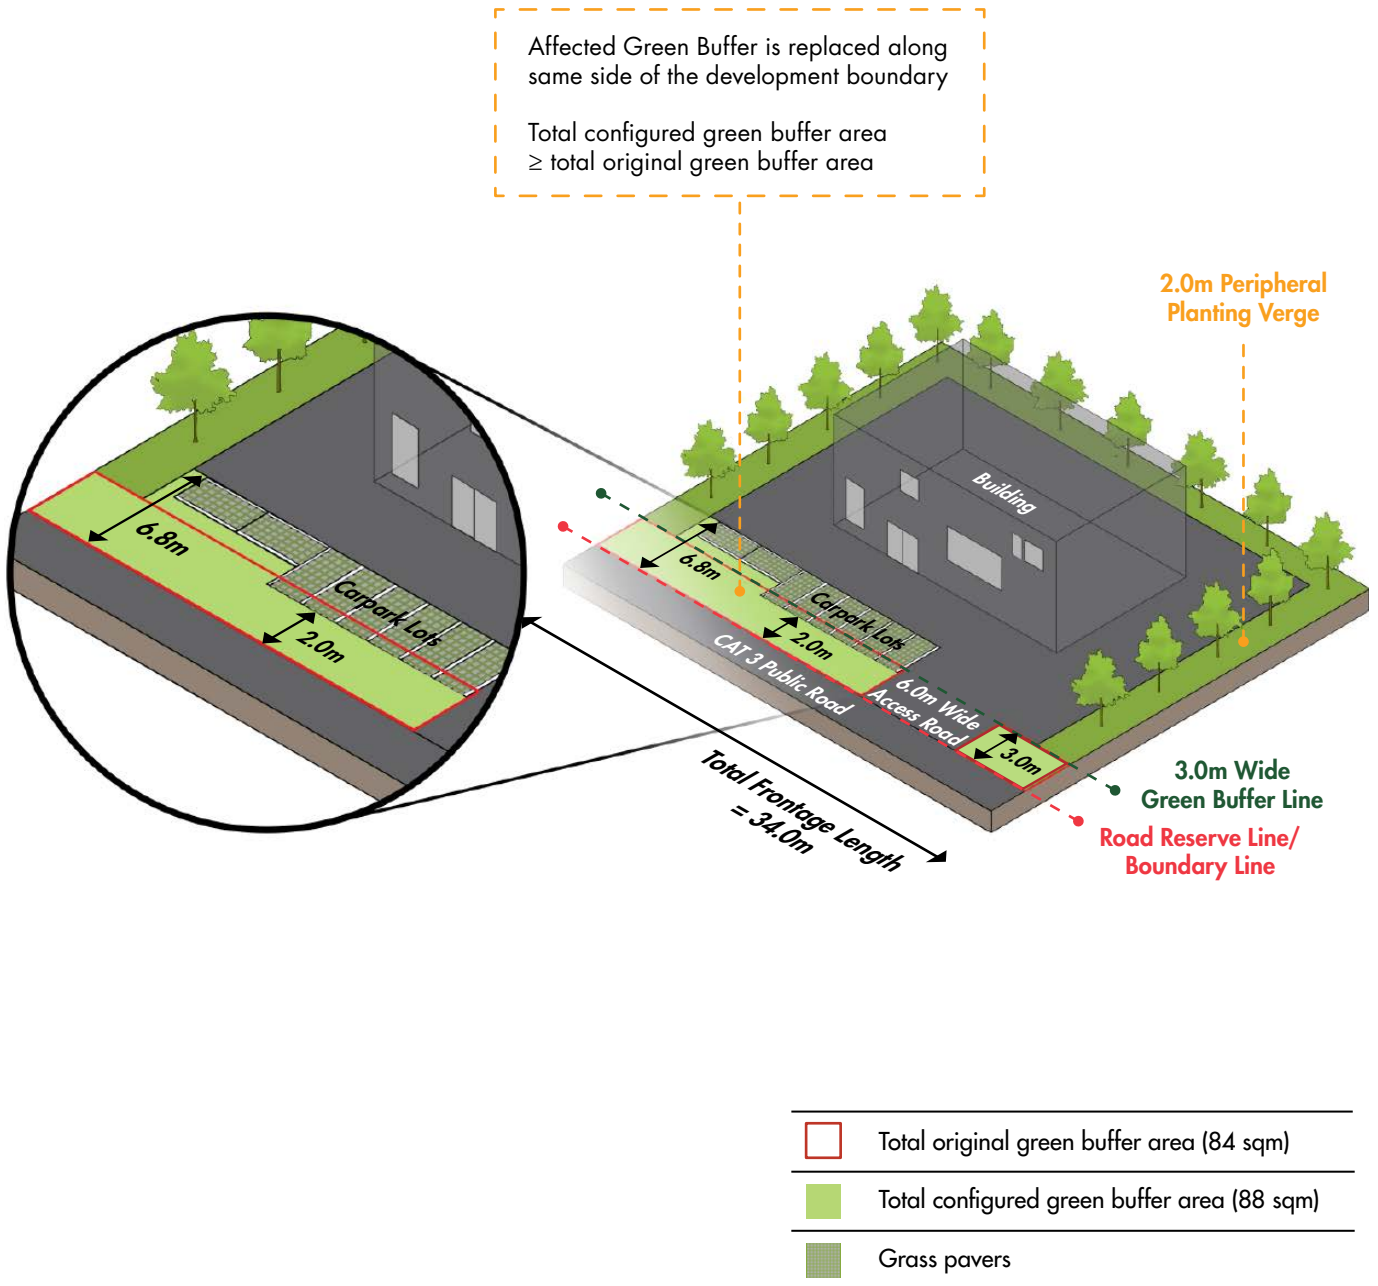 Affected Green Buffer is replaced along
same side of the development boundary
Total configured green buffer area
≥ total original green buffer area
2.0m Peripheral
Planting Verge
6.8m
Carpark Lots
2.0m
Building
6.8m
Carpark Lots
2.0m
CAT 3 Public Road
6.0m Wide
Access Road
3.0m
Total Frontage Length
= 34.0m
3.0m Wide
Green Buffer Line
Road Reserve Line/
Boundary Line
Total original green buffer area (84 sqm)
Total configured green buffer area (88 sqm)
Grass pavers